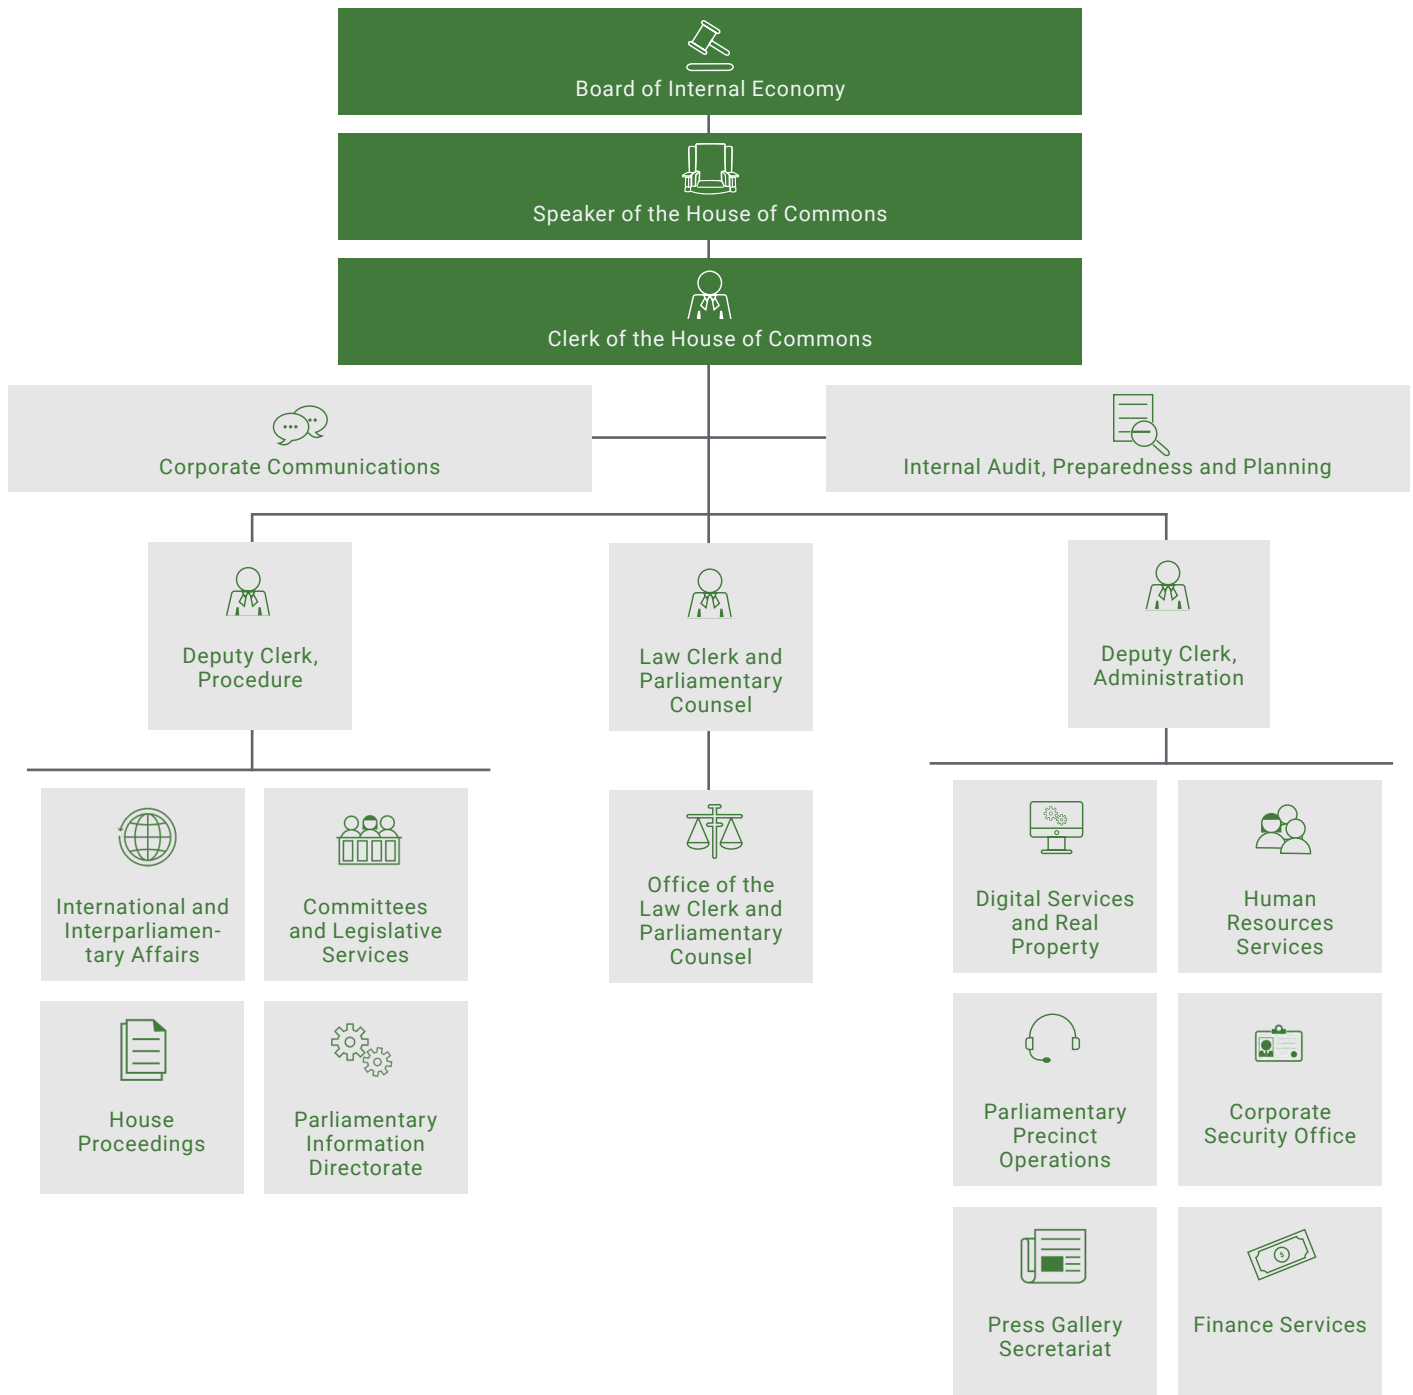 Board of Internal Economy
Speaker of the House of Commons
Clerk of the House of Commons
Corporate Communications
Internal Audit, Preparedness and Planning
Deputy Clerk,
Procedure
Law Clerk and
Parliamentary
Counsel
Deputy Clerk,
Administration
International and
Interparliamen-
tary Affairs
Committees
and Legislative
Services
House
Proceedings
Parliamentary
Information
Directorate
Office of the
Law Clerk and
Parliamentary
Counsel
Digital Services
and Real
Property
Human
Resources
Services
Parliamentary
Precinct
Operations
Corporate
Security Office
Press Gallery
Secretariat
$
Finance Services